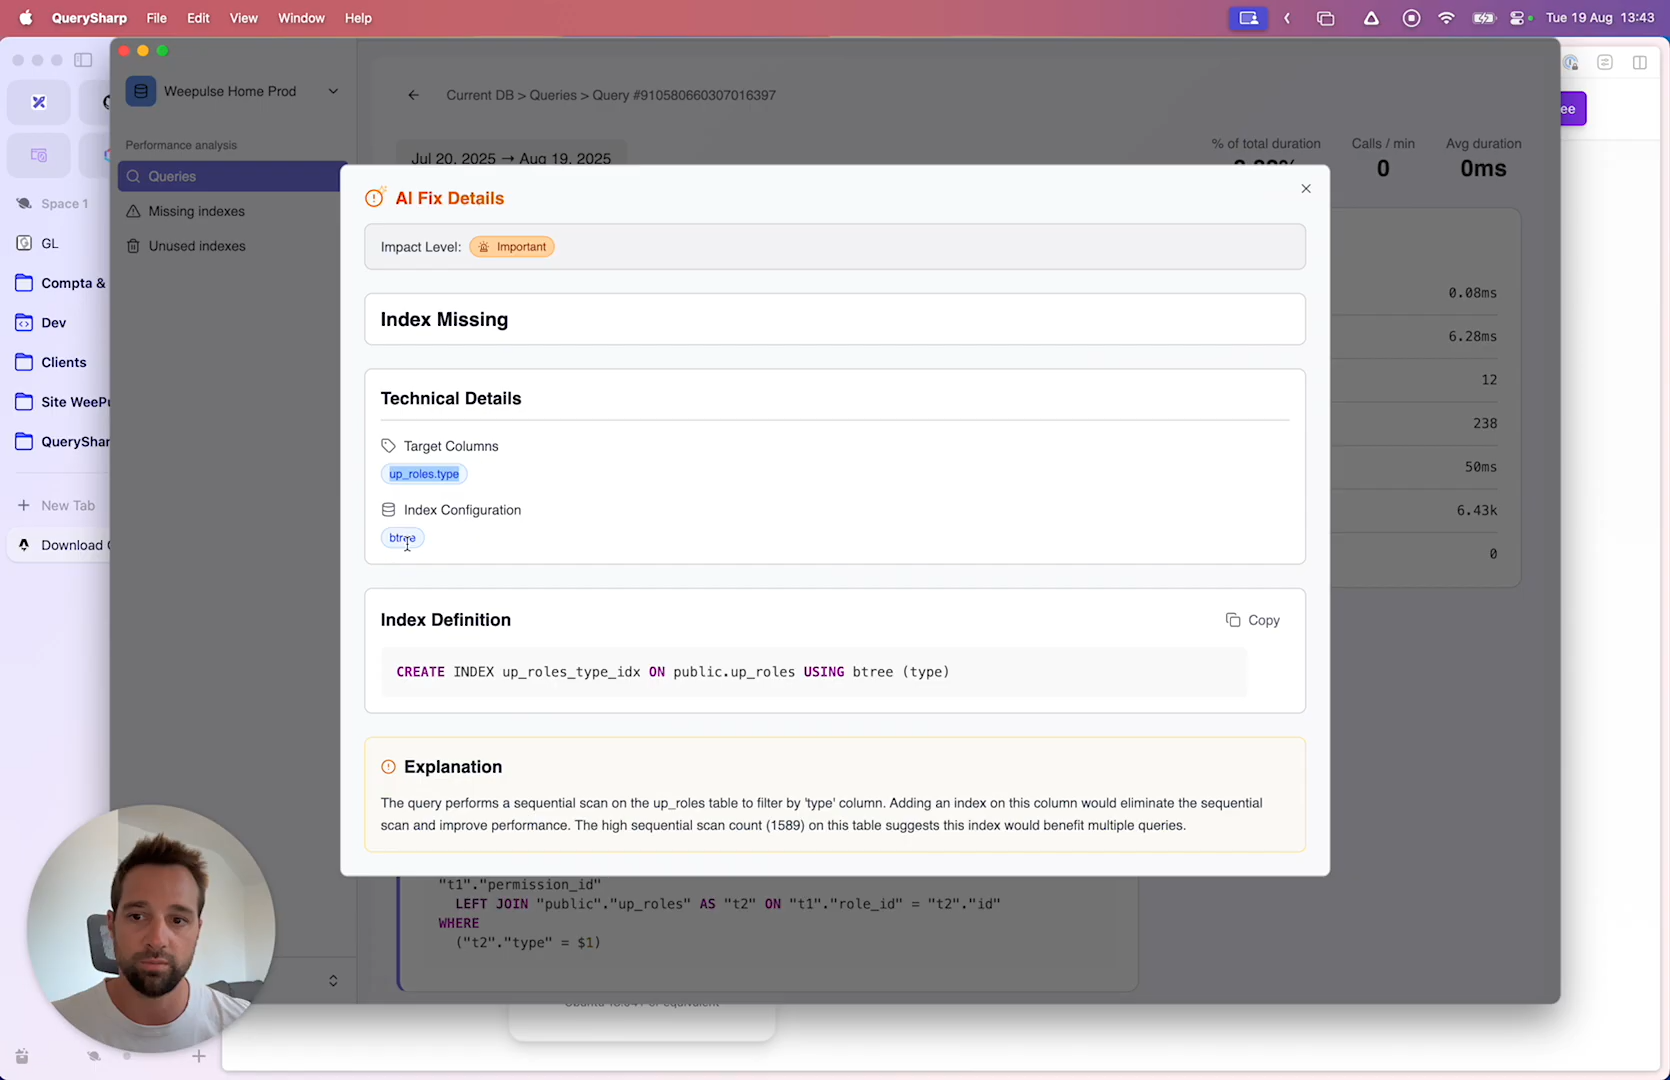 QuerySharp File Edit View Window Help
Tue 19 Aug 13:43
Weepulse Home Prod
Current DB > Queries > Query #910580660307016397
Performance analysis
Queries
Missing indexes
Unused indexes
Space 1
GL
Compta &
Dev
Clients
Site WeePu
QueryShar
New Tab
Download
Jul 20, 2025 → Aug 19, 2025
% of total duration
Calls / min
0
Avg duration
0ms
ee
AI Fix Details
Impact Level: Important
Index Missing
Technical Details
Target Columns
up_roles.type
Index Configuration
btree
Index Definition
Copy
CREATE INDEX up_roles_type_idx ON public.up_roles USING btree (type)
Explanation
The query performs a sequential scan on the up_roles table to filter by 'type' column. Adding an index on this column would eliminate the sequential
scan and improve performance. The high sequential scan count (1589) on this table suggests this index would benefit multiple queries.
0.08ms
6.28ms
12
238
50ms
6.43k
0
"t1"."permission_id"
LEFT JOIN "public"."up_roles" AS "t2" ON "t1"."role_id" = "t2"."id"
WHERE
("t2"."type" = $1)